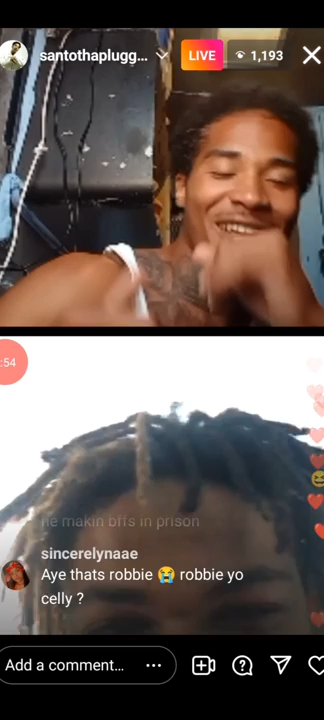 santothaplugg...
LIVE
1,193
:54
he makin bffs in prison
sincerelynaae
Aye thats robbie 😭 robbie yo
celly ?
Add a comment...